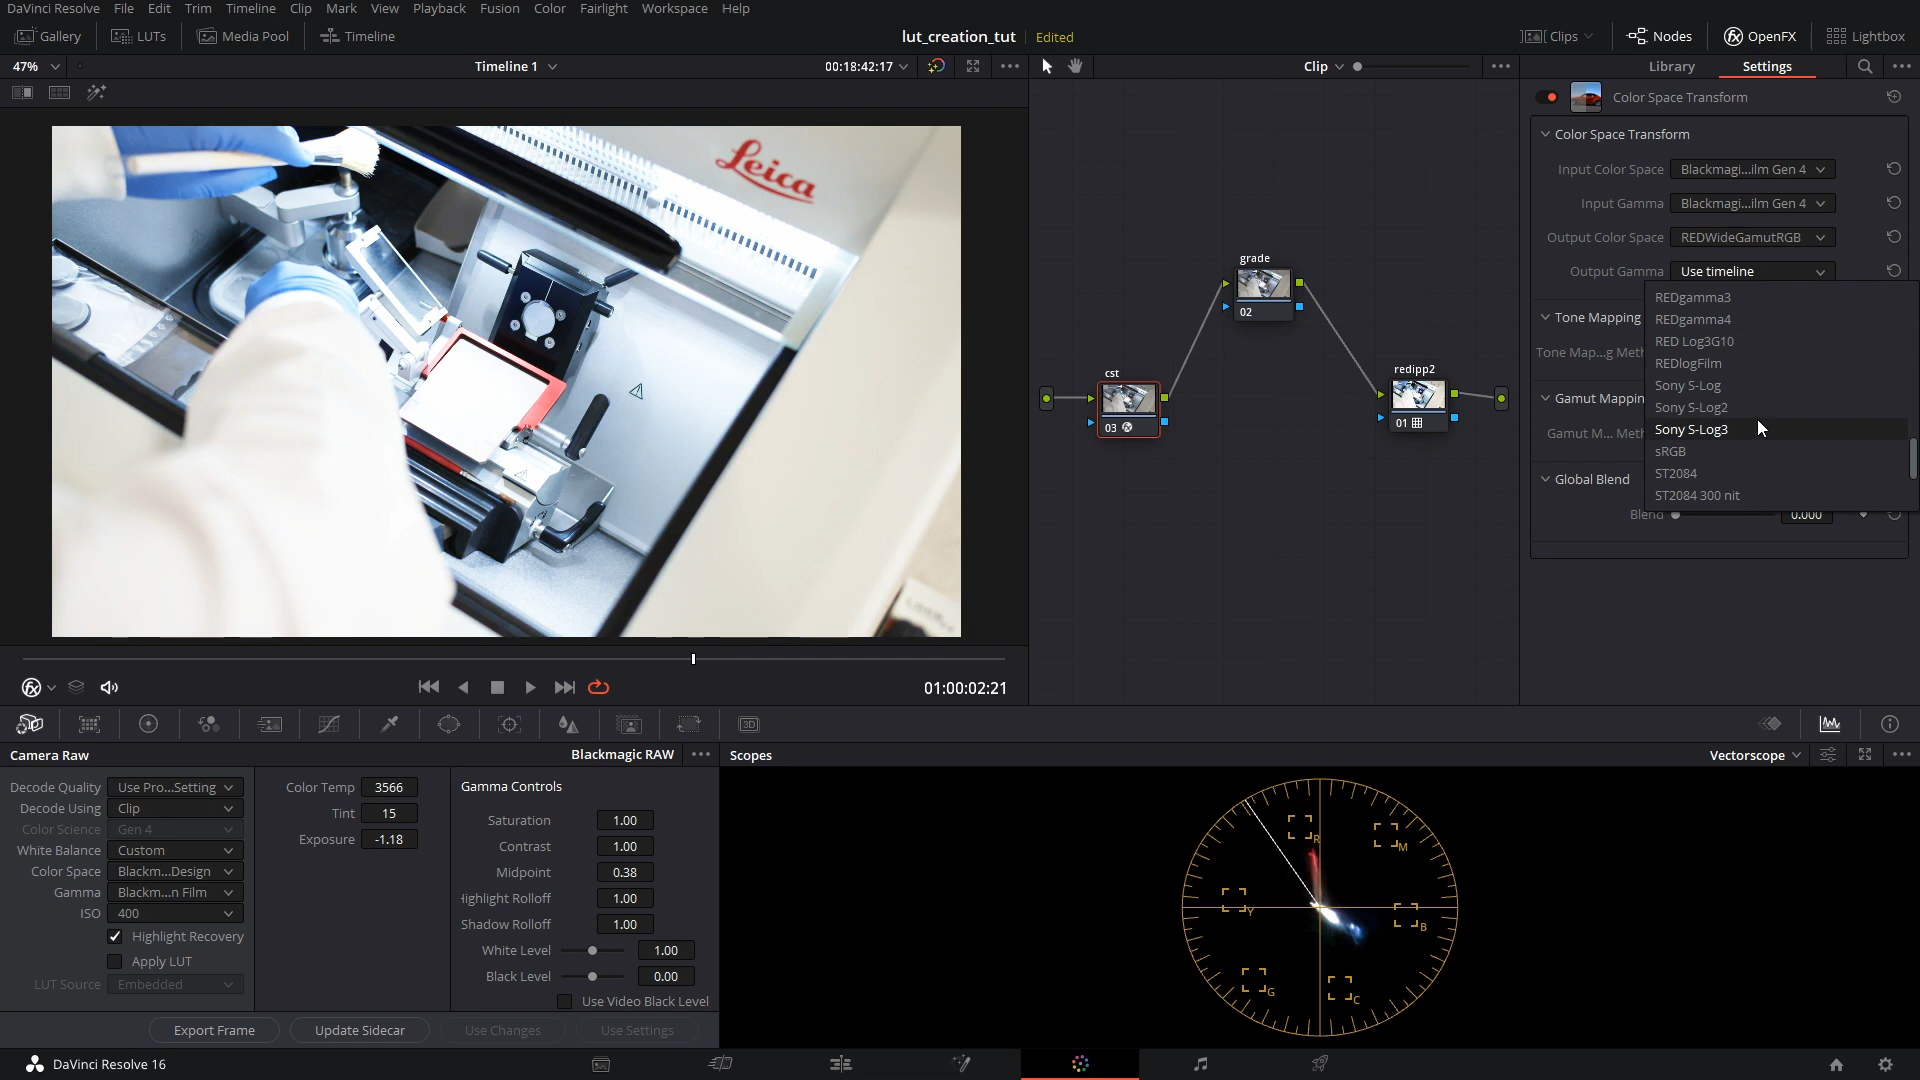 DaVinci Resolve File Edit Trim Timeline Clip Mark View Playback Fusion Color Fairlight Workspace Help
Gallery LUTs Media Pool Timeline lut_creation_tut Edited Clips Nodes OpenFX Lightbox
47% Timeline 1 00:18:42:17 Clip Library Settings
Color Space Transform
Color Space Transform
Input Color Space Blackmagi...ilm Gen 4
Input Gamma Blackmagi...ilm Gen 4
Output Color Space REDWideGamutRGB
Output Gamma Use timeline
REDgamma3
Tone Mapping REDgamma4
RED Log3G10
Tone Map...g Meth REDlogFilm
Sony S-Log
Gamut Mappin Sony S-Log2
Gamut M... Meth Sony S-Log3
sRGB
Global Blend ST2084
ST2084 300 nit
Blend 0.000
Leica
grade
02
cst
03
redipp2
01
01:00:02:21
3D
Camera Raw Blackmagic RAW
Decode Quality Use Pro...Setting
Decode Using Clip
Color Science Gen 4
White Balance Custom
Color Space Blackm...Design
Gamma Blackm...n Film
ISO 400
Highlight Recovery
Apply LUT
LUT Source Embedded
Color Temp 3566
Tint 15
Exposure -1.18
Gamma Controls
Saturation 1.00
Contrast 1.00
Midpoint 0.38
Highlight Rolloff 1.00
Shadow Rolloff 1.00
White Level 1.00
Black Level 0.00
Use Video Black Level
Export Frame Update Sidecar Use Changes Use Settings
Scopes Vectorscope
R
M
Y
B
G
C
DaVinci Resolve 16